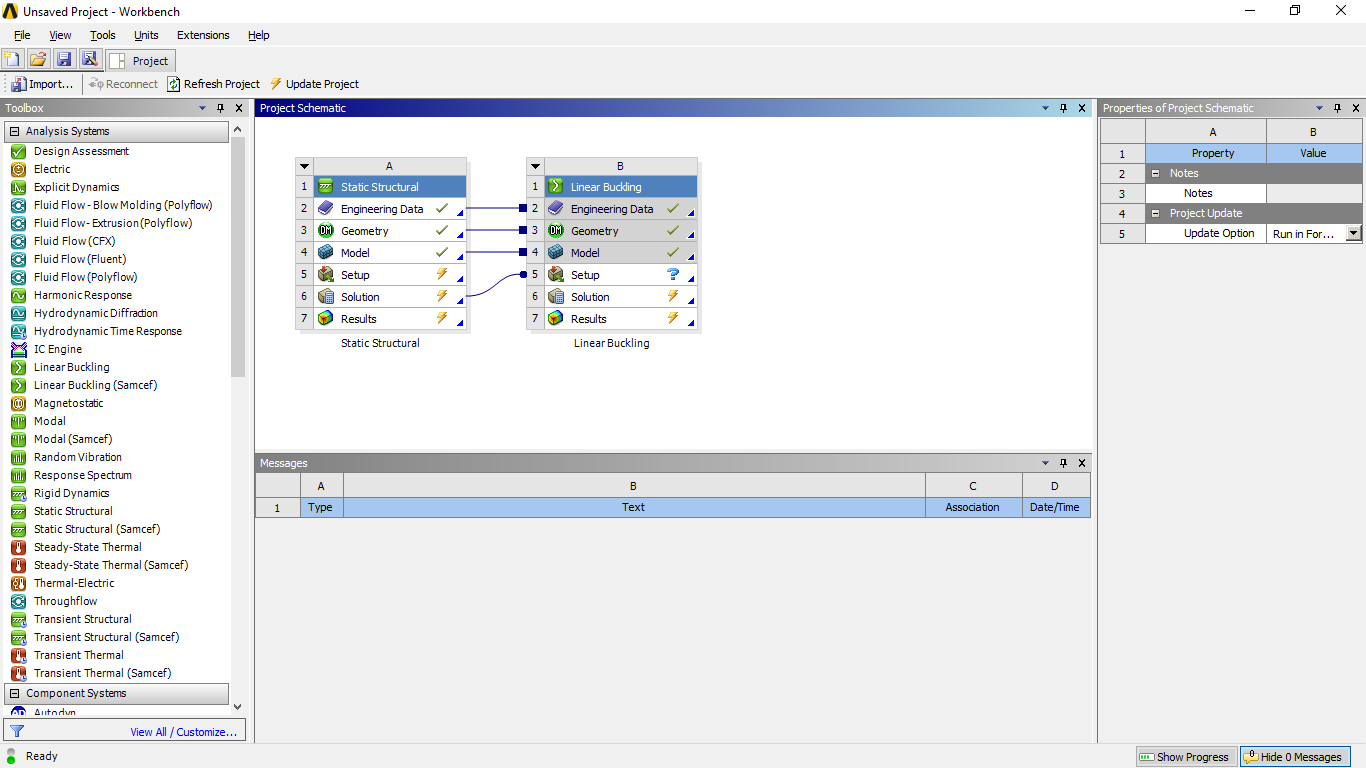 Unsaved Project - Workbench
File View Tools Units Extensions Help
Project
Import... Reconnect Refresh Project Update Project
Toolbox
Analysis Systems
Design Assessment
Electric
Explicit Dynamics
Fluid Flow - Blow Molding (Polyflow)
Fluid Flow- Extrusion (Polyflow)
Fluid Flow (CFX)
Fluid Flow (Fluent)
Fluid Flow (Polyflow)
Harmonic Response
Hydrodynamic Diffraction
Hydrodynamic Time Response
IC Engine
Linear Buckling
Linear Buckling (Samcef)
Magnetostatic
Modal
Modal (Samcef)
Random Vibration
Response Spectrum
Rigid Dynamics
Static Structural
Static Structural (Samcef)
Steady-State Thermal
Steady-State Thermal (Samcef)
Thermal-Electric
Throughflow
Transient Structural
Transient Structural (Samcef)
Transient Thermal
Transient Thermal (Samcef)
Component Systems
Autodyn
View All / Customize...
Project Schematic
A
1 Static Structural
2 Engineering Data
3 DM Geometry
4 Model
5 Setup
6 Solution
7 Results
Static Structural
B
1 Linear Buckling
2 Engineering Data
3 DM Geometry
4 Model
5 Setup ?
6 Solution
7 Results
Linear Buckling
Messages
A B C D
1 Type Text Association Date/Time
Properties of Project Schematic
A B
1 Property Value
2 Notes
3 Notes
4 Project Update
5 Update Option Run in For...
Ready
Show Progress
0 Hide 0 Messages